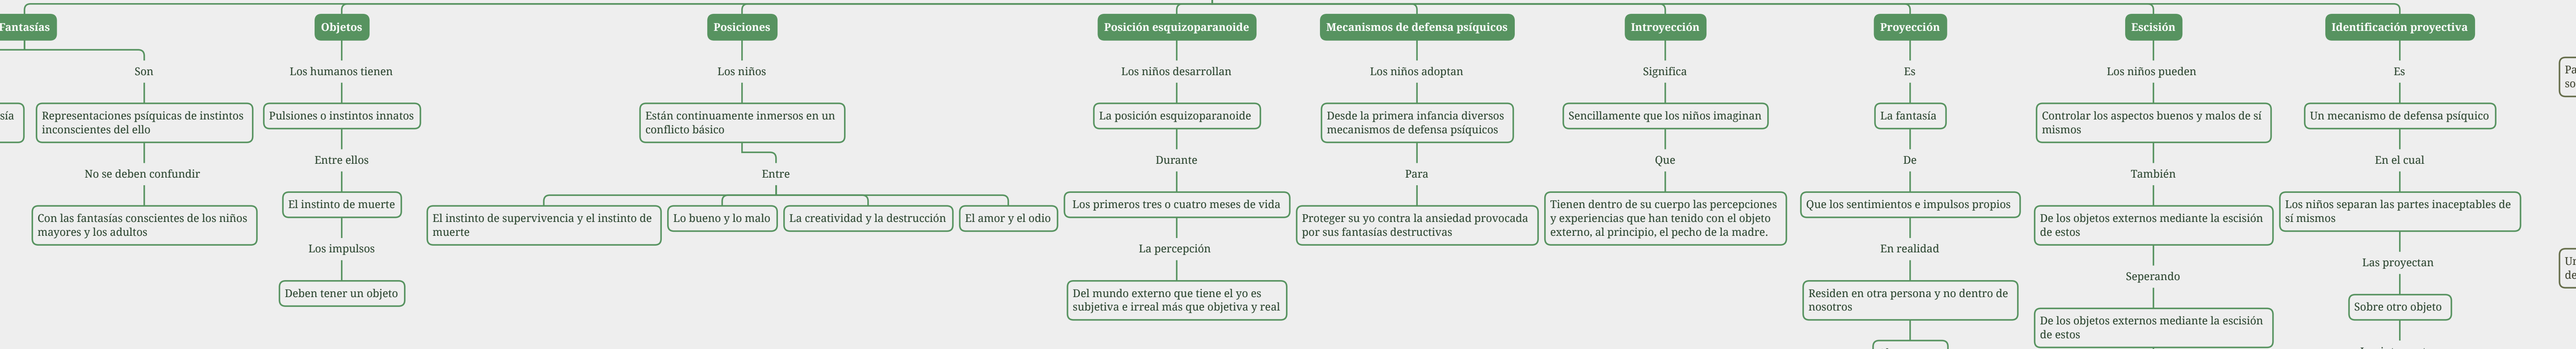 Fantasías
Son
sía
Representaciones psíquicas de instintos
inconscientes del ello
No se deben confundir
Con las fantasías conscientes de los niños
mayores y los adultos
Objetos
Los humanos tienen
Pulsiones o instintos innatos
Entre ellos
El instinto de muerte
Los impulsos
Deben tener un objeto
Posiciones
Los niños
Están continuamente inmersos en un
conflicto básico
Entre
El instinto de supervivencia y el instinto de
muerte
Lo bueno y lo malo
La creatividad y la destrucción
El amor y el odio
Posición esquizoparanoide
Los niños desarrollan
La posición esquizoparanoide
Durante
Los primeros tres o cuatro meses de vida
La percepción
Del mundo externo que tiene el yo es
subjetiva e irreal más que objetiva y real
Mecanismos de defensa psíquicos
Los niños adoptan
Desde la primera infancia diversos
mecanismos de defensa psíquicos
Para
Proteger su yo contra la ansiedad provocada
por sus fantasías destructivas
Introyección
Significa
Sencillamente que los niños imaginan
Que
Tienen dentro de su cuerpo las percepciones
y experiencias que han tenido con el objeto
externo, al principio, el pecho de la madre.
Proyección
Es
La fantasía
De
Que los sentimientos e impulsos propios
En realidad
Residen en otra persona y no dentro de
nosotros
Escisión
Los niños pueden
Controlar los aspectos buenos y malos de sí
mismos
También
De los objetos externos mediante la escisión
de estos
Seperando
De los objetos externos mediante la escisión
de estos
Identificación proyectiva
Es
Un mecanismo de defensa psíquico
En el cual
Los niños separan las partes inaceptables de
sí mismos
Las proyectan
Sobre otro objeto
Pa
so
Un
de